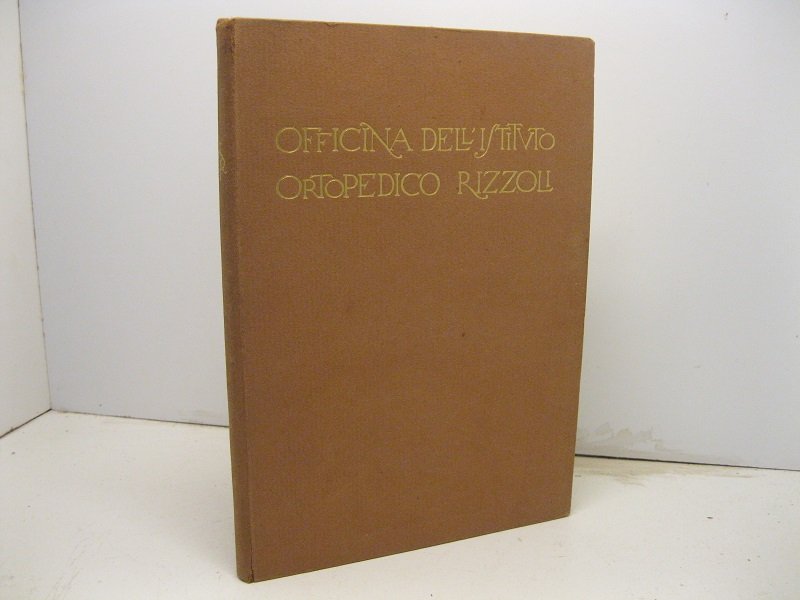 OFFICINA DELL'ISTITVTO
ORTOPEDICO RIZZOLI